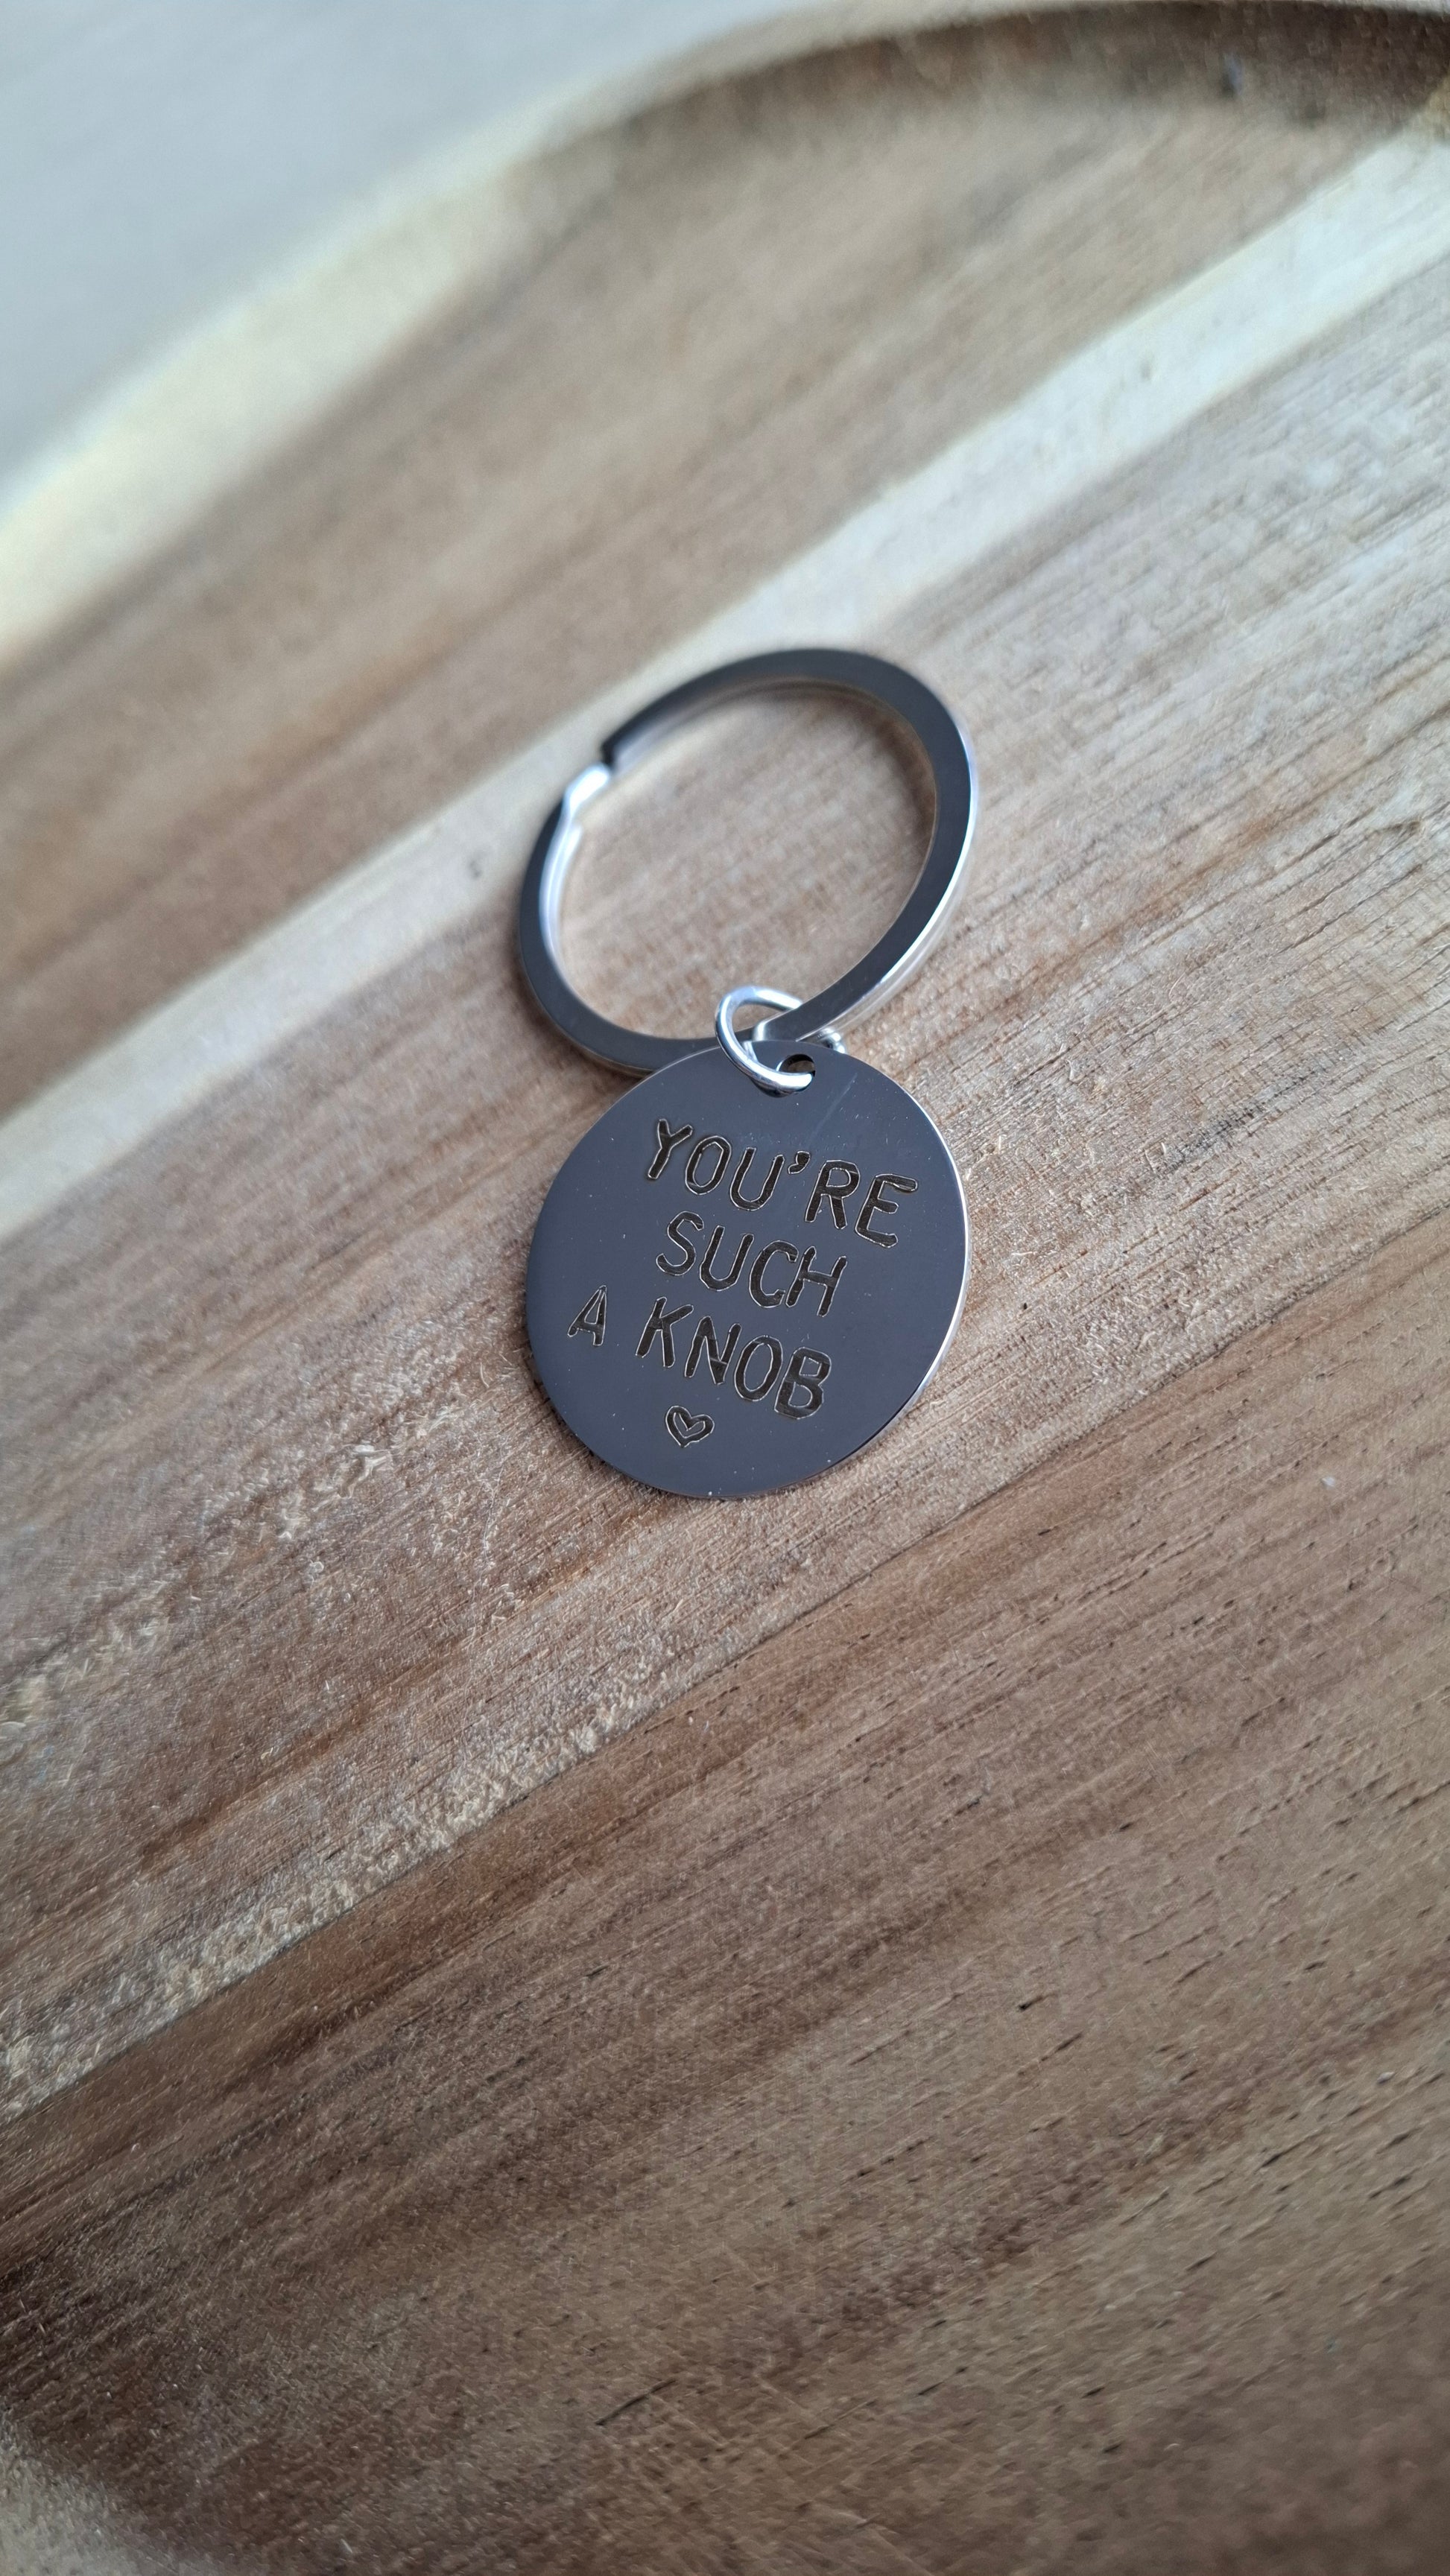 YOU'RE
SUCH
A KNOB
♡